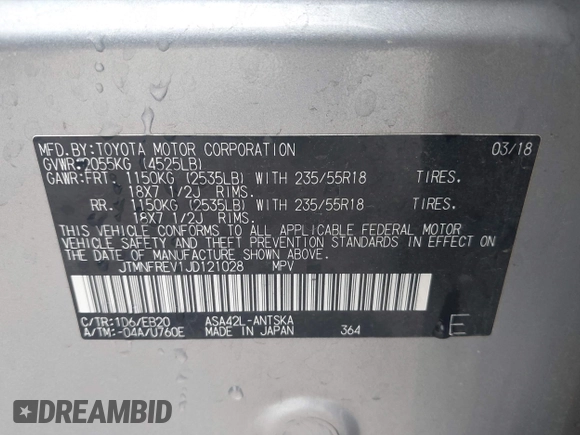 MFD.BY:TOYOTA MOTOR CORPORATION 03/18
GVWR:2055KG (4525LB)
GAWR:FRT. 1150KG (2535LB) WITH 235/55R18 TIRES.
18X7 1/2J RIMS.
RR. 1150KG (2535LB) WITH 235/55R18 TIRES.
18X7 1/2J RIMS.
THIS VEHICLE CONFORMS TO ALL APPLICABLE FEDERAL MOTOR
VEHICLE SAFETY AND THEFT PREVENTION STANDARDS IN EFFECT
ON THE DATE OF MANUFACTURE SHOWN ABOVE.
JTMNFREV1JD121028 MPV
C/TR:1D6/EB20 ASA42L-ANTSKA
A/TM:-04A/U760E MADE IN JAPAN 364 E
DREAMBID